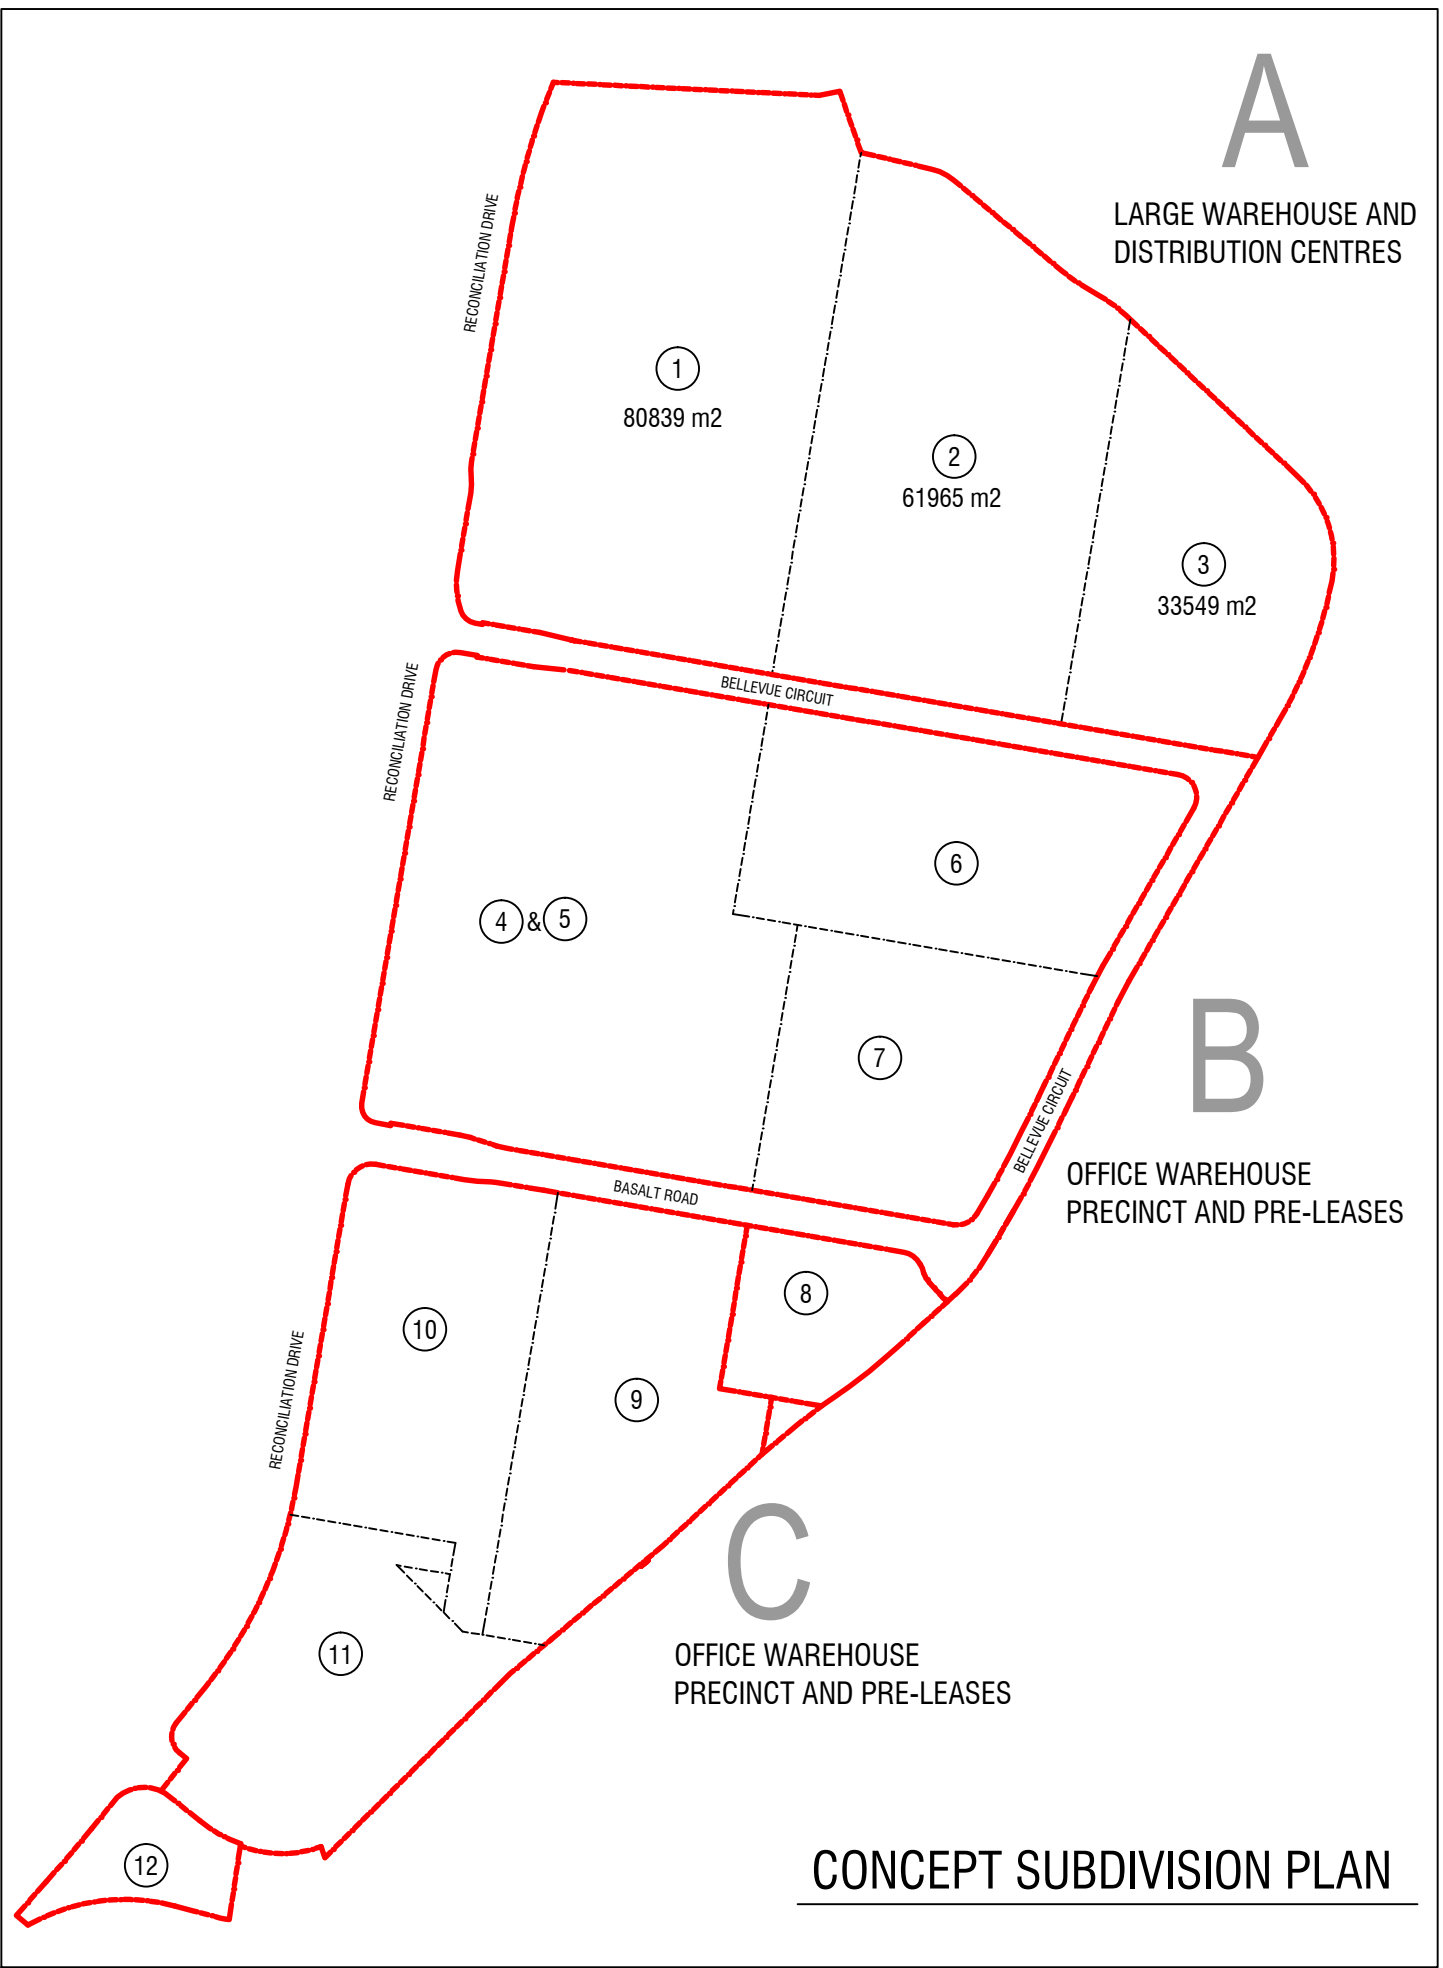 A
LARGE WAREHOUSE AND
DISTRIBUTION CENTRES
RECONCILIATION DRIVE
1
80839 m2
2
61965 m2
3
33549 m2
BELLEVUE CIRCUIT
RECONCILIATION DRIVE
6
4 & 5
7
B
OFFICE WAREHOUSE
PRECINCT AND PRE-LEASES
BELLEVUE CIRCUIT
BASALT ROAD
8
10
9
RECONCILIATION DRIVE
C
OFFICE WAREHOUSE
PRECINCT AND PRE-LEASES
11
12
CONCEPT SUBDIVISION PLAN